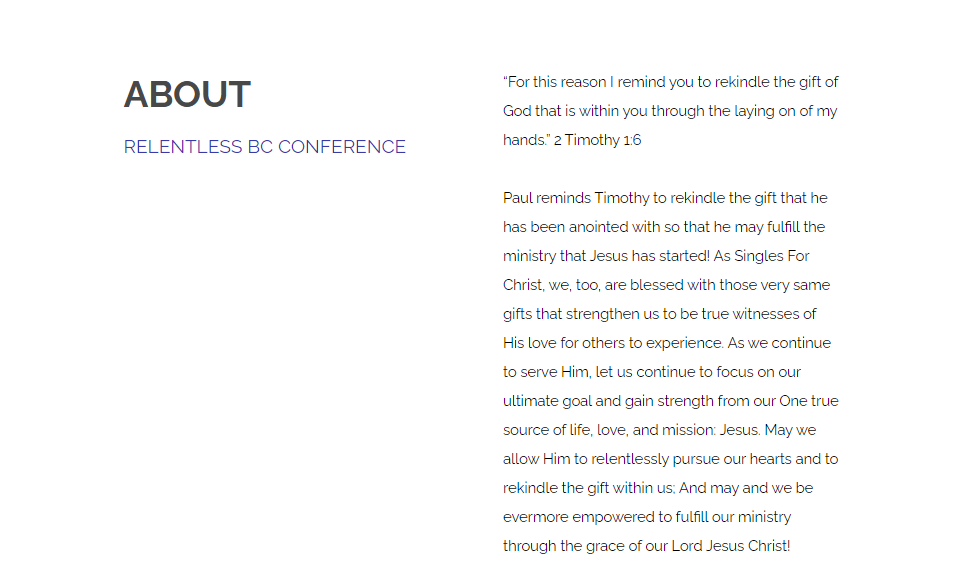 ABOUT
RELENTLESS BC CONFERENCE
“For this reason I remind you to rekindle the gift of
God that is within you through the laying on of my
hands.” 2 Timothy 1:6
Paul reminds Timothy to rekindle the gift that he
has been anointed with so that he may fulfill the
ministry that Jesus has started! As Singles For
Christ, we, too, are blessed with those very same
gifts that strengthen us to be true witnesses of
His love for others to experience. As we continue
to serve Him, let us continue to focus on our
ultimate goal and gain strength from our One true
source of life, love, and mission: Jesus. May we
allow Him to relentlessly pursue our hearts and to
rekindle the gift within us; And may and we be
evermore empowered to fulfill our ministry
through the grace of our Lord Jesus Christ!